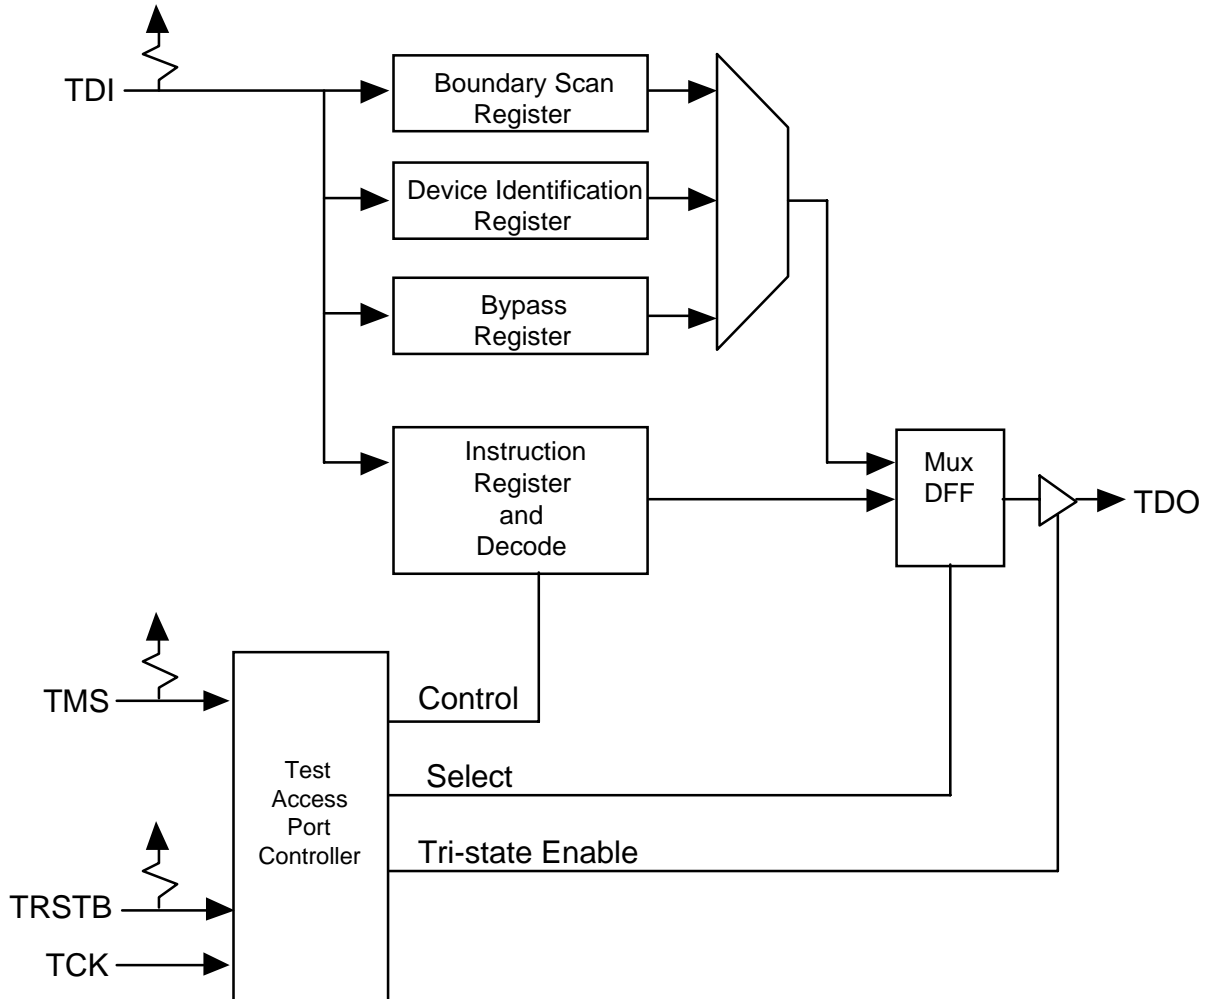 TDI
Boundary Scan
Register
Device Identification
Register
Bypass
Register
Instruction
Register
and
Decode
Mux
DFF
TDO
TMS
Control
Test
Access
Port
Controller
Select
Tri-state Enable
TRSTB
TCK